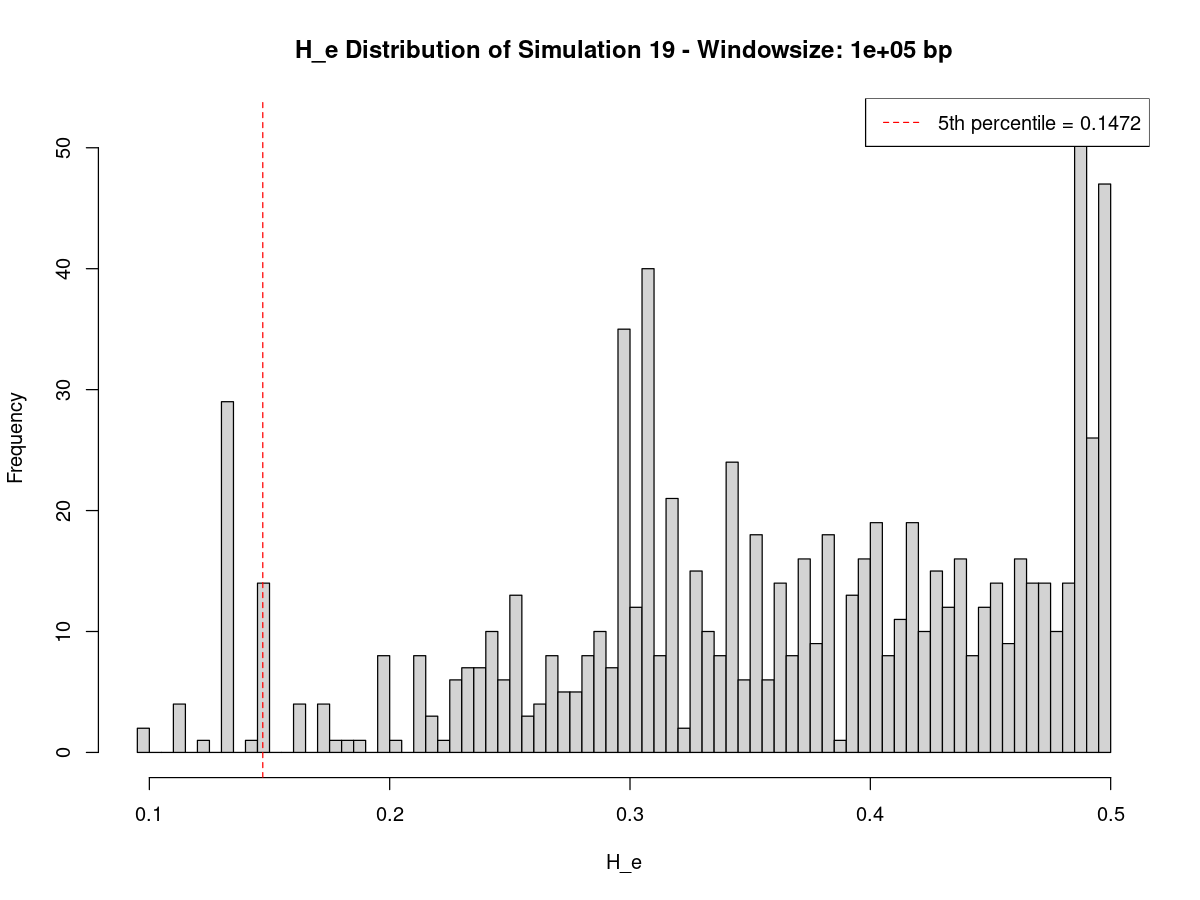 H_e Distribution of Simulation 19 - Windowsize: 1e+05 bp
5th percentile = 0.1472
Frequency
50
40
30
20
10
0
0.1 0.2 0.3 0.4 0.5
H_e